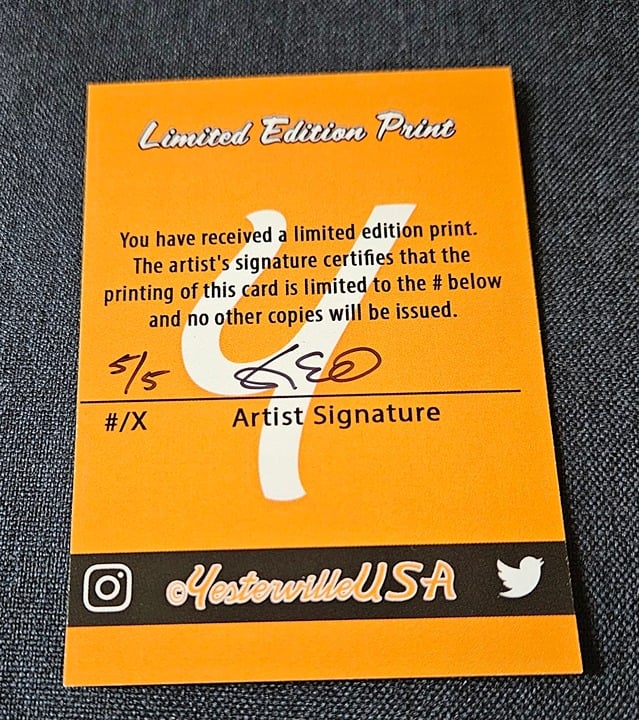 Limited Edition Print
You have received a limited edition print.
The artist's signature certifies that the
printing of this card is limited to the # below
and no other copies will be issued.
5/5
#/X Artist Signature
©YestervilleUSA